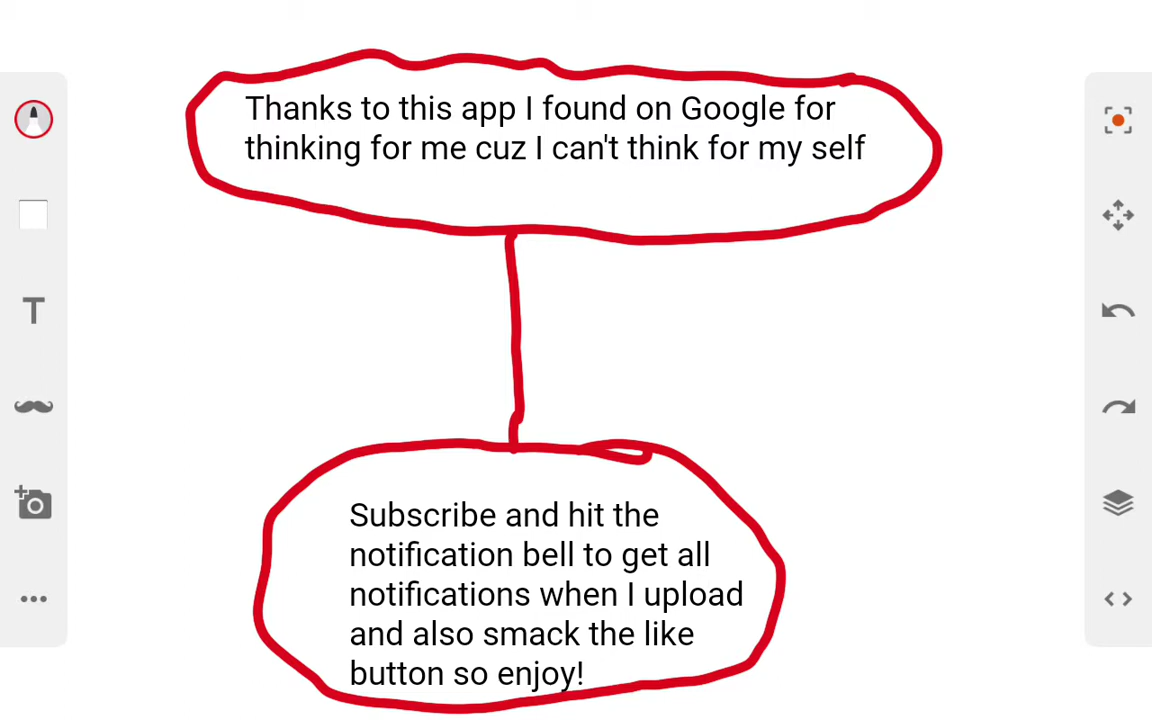 Thanks to this app I found on Google for
thinking for me cuz I can't think for my self
T
Subscribe and hit the
notification bell to get all
notifications when I upload
and also smack the like
button so enjoy!